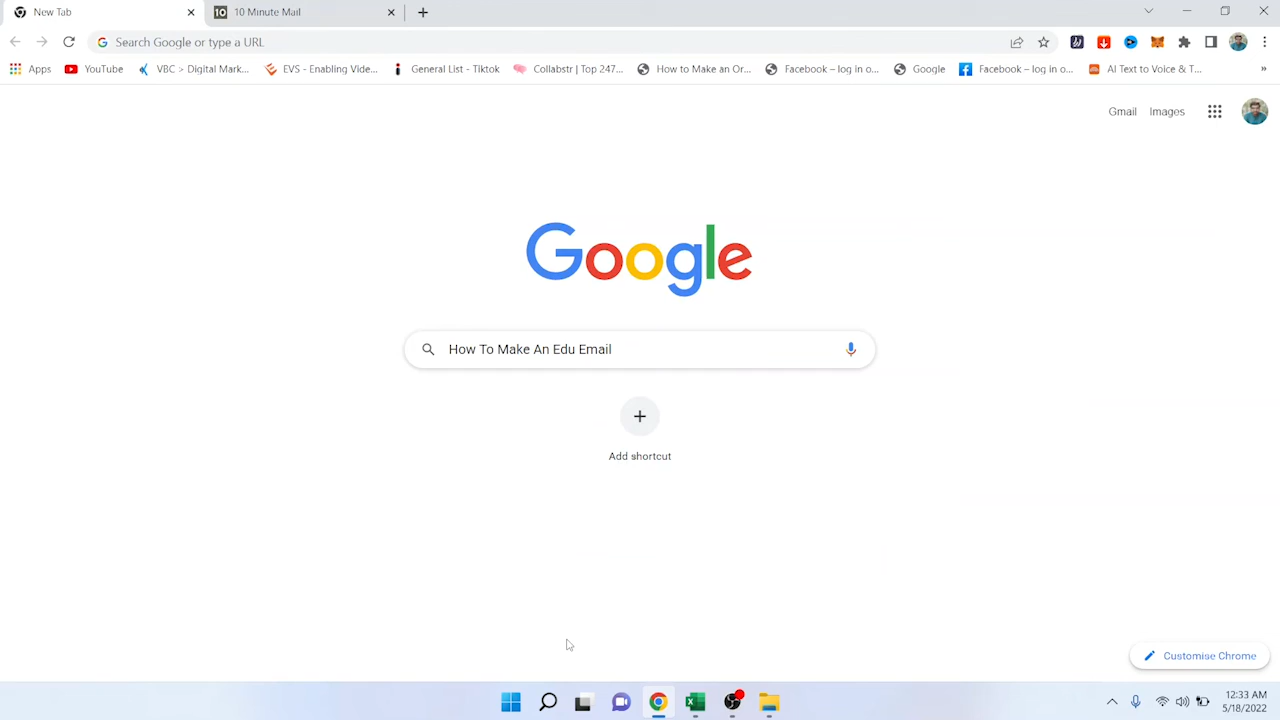 New Tab
10 Minute Mail
Search Google or type a URL
Apps
YouTube
VBC > Digital Mark...
EVS - Enabling Vide...
General List - Tiktok
Collabstr | Top 247...
How to Make an Or...
Facebook – log in o...
Google
Facebook – log in o...
AI Text to Voice & T...
Gmail
Images
Google
How To Make An Edu Email
Add shortcut
Customise Chrome
12:33 AM
5/18/2022